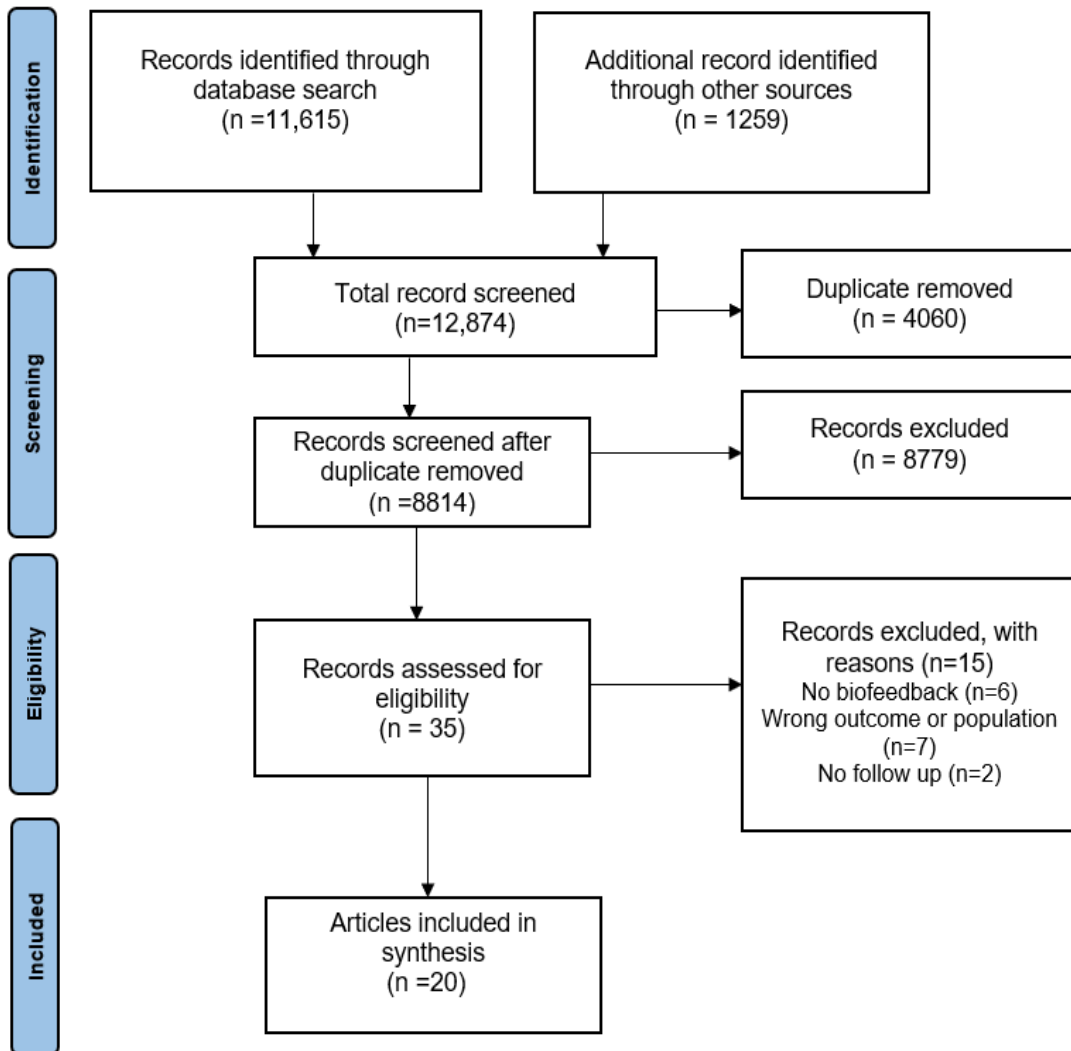 Identification
Records identified through
database search
(n =11,615)
Additional record identified
through other sources
(n = 1259)
Screening
Total record screened
(n=12,874)
Duplicate removed
(n = 4060)
Records screened after
duplicate removed
(n =8814)
Records excluded
(n = 8779)
Eligibility
Records assessed for
eligibility
(n = 35)
Records excluded, with
reasons (n=15)
No biofeedback (n=6)
Wrong outcome or population
(n=7)
No follow up (n=2)
Included
Articles included in
synthesis
(n =20)